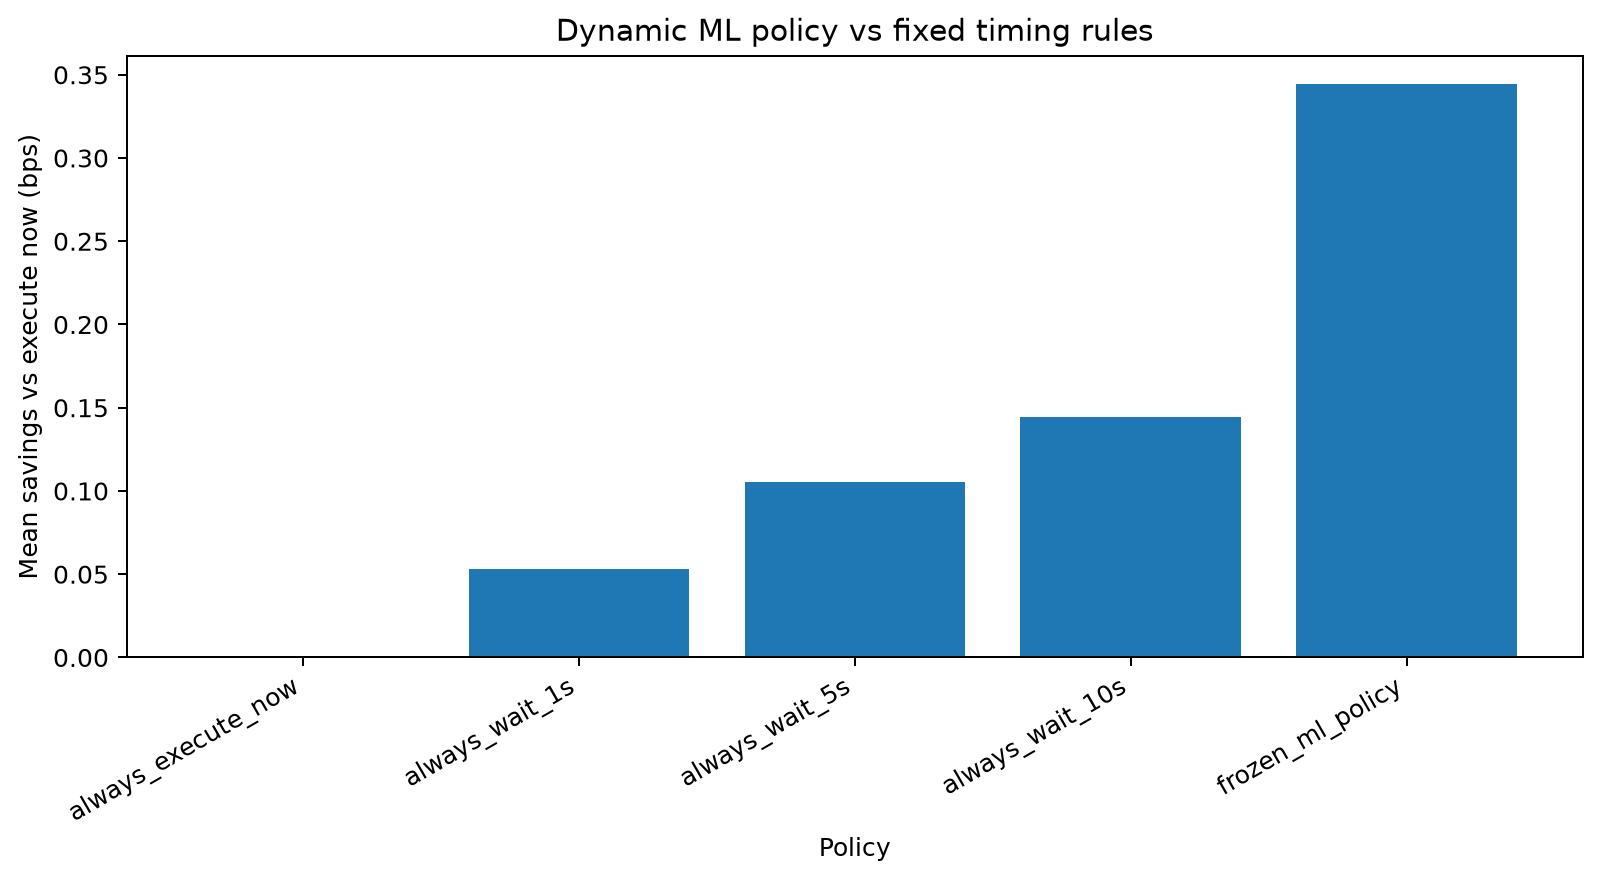 Dynamic ML policy vs fixed timing rules
Mean savings vs execute now (bps)
0.35
0.30
0.25
0.20
0.15
0.10
0.05
0.00
always_execute_now
always_wait_1s
always_wait_5s
always_wait_10s
frozen_ml_policy
Policy